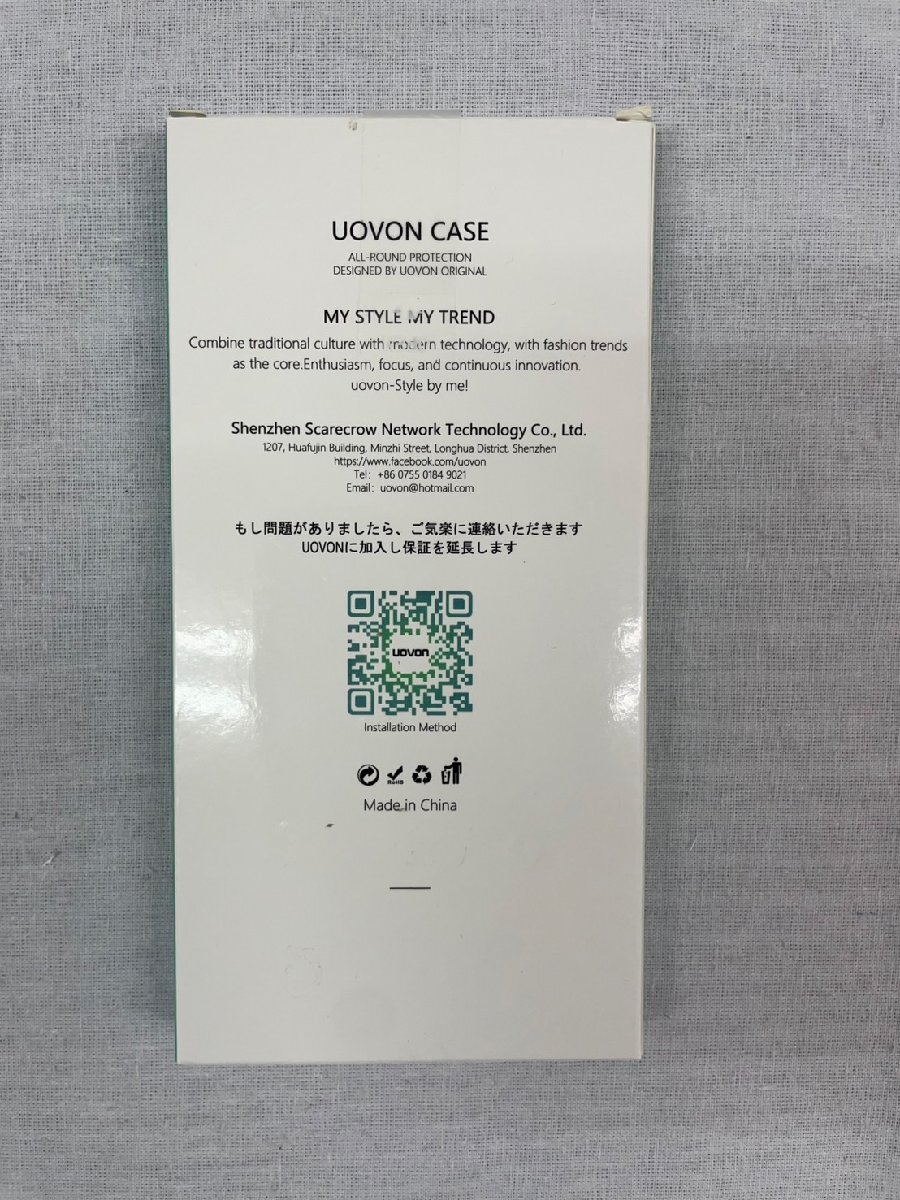 UOVON CASE
ALL-ROUND PROTECTION
DESIGNED BY UOVON ORIGINAL
MY STYLE MY TREND
Combine traditional culture with modern technology, with fashion trends
as the core.Enthusiasm, focus, and continuous innovation.
uovon-Style by me!
Shenzhen Scarecrow Network Technology Co., Ltd.
1207, Huafujin Building, Minzhi Street, Longhua District, Shenzhen
https://www.facebook.com/uovon
Tel: +86 0755 0184 9021
Email: uovon@hotmail.com
もし問題がありましたら、ご気楽に連絡いただきます
UOVONに加入し保証を延長します
uovon
Installation Method
RoHS
Made in China